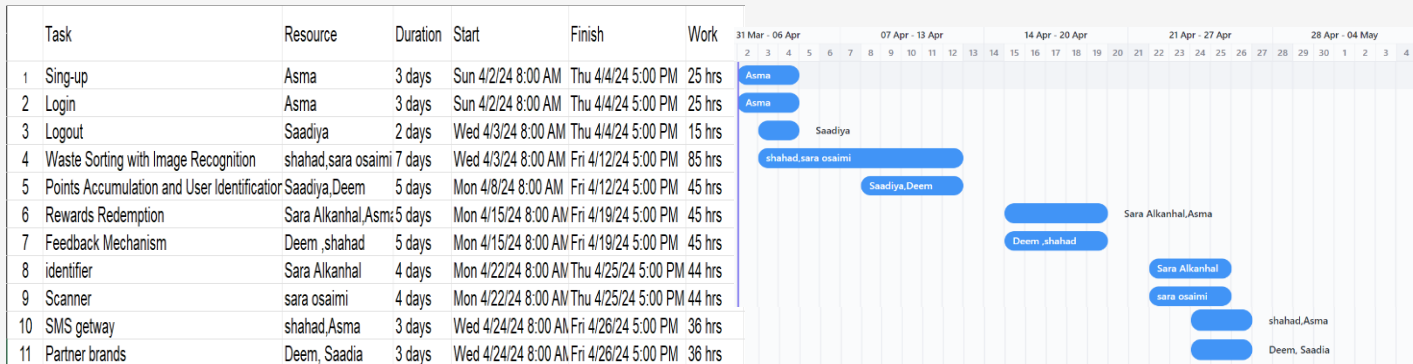 Task Resource Duration Start Finish Work
1 Sing-up Asma 3 days Sun 4/2/24 8:00 AM Thu 4/4/24 5:00 PM 25 hrs
2 Login Asma 3 days Sun 4/2/24 8:00 AM Thu 4/4/24 5:00 PM 25 hrs
3 Logout Saadiya 2 days Wed 4/3/24 8:00 AM Thu 4/4/24 5:00 PM 15 hrs
4 Waste Sorting with Image Recognition shahad,sara osaimi 7 days Wed 4/3/24 8:00 AM Fri 4/12/24 5:00 PM 85 hrs
5 Points Accumulation and User Identification Saadiya,Deem 5 days Mon 4/8/24 8:00 AM Fri 4/12/24 5:00 PM 45 hrs
6 Rewards Redemption Sara Alkanhal,Asma 5 days Mon 4/15/24 8:00 AM Fri 4/19/24 5:00 PM 45 hrs
7 Feedback Mechanism Deem ,shahad 5 days Mon 4/15/24 8:00 AM Fri 4/19/24 5:00 PM 45 hrs
8 identifier Sara Alkanhal 4 days Mon 4/22/24 8:00 AM Thu 4/25/24 5:00 PM 44 hrs
9 Scanner sara osaimi 4 days Mon 4/22/24 8:00 AM Thu 4/25/24 5:00 PM 44 hrs
10 SMS getway shahad,Asma 3 days Wed 4/24/24 8:00 AM Fri 4/26/24 5:00 PM 36 hrs
11 Partner brands Deem, Saadia 3 days Wed 4/24/24 8:00 AM Fri 4/26/24 5:00 PM 36 hrs
31 Mar - 06 Apr 07 Apr - 13 Apr 14 Apr - 20 Apr 21 Apr - 27 Apr 28 Apr - 04 May
2 3 4 5 6 7 8 9 10 11 12 13 14 15 16 17 18 19 20 21 22 23 24 25 26 27 28 29 30 1 2 3 4
Asma
Asma
Saadiya
shahad,sara osaimi
Saadiya,Deem
Sara Alkanhal,Asma
Deem ,shahad
Sara Alkanhal
sara osaimi
shahad,Asma
Deem, Saadia